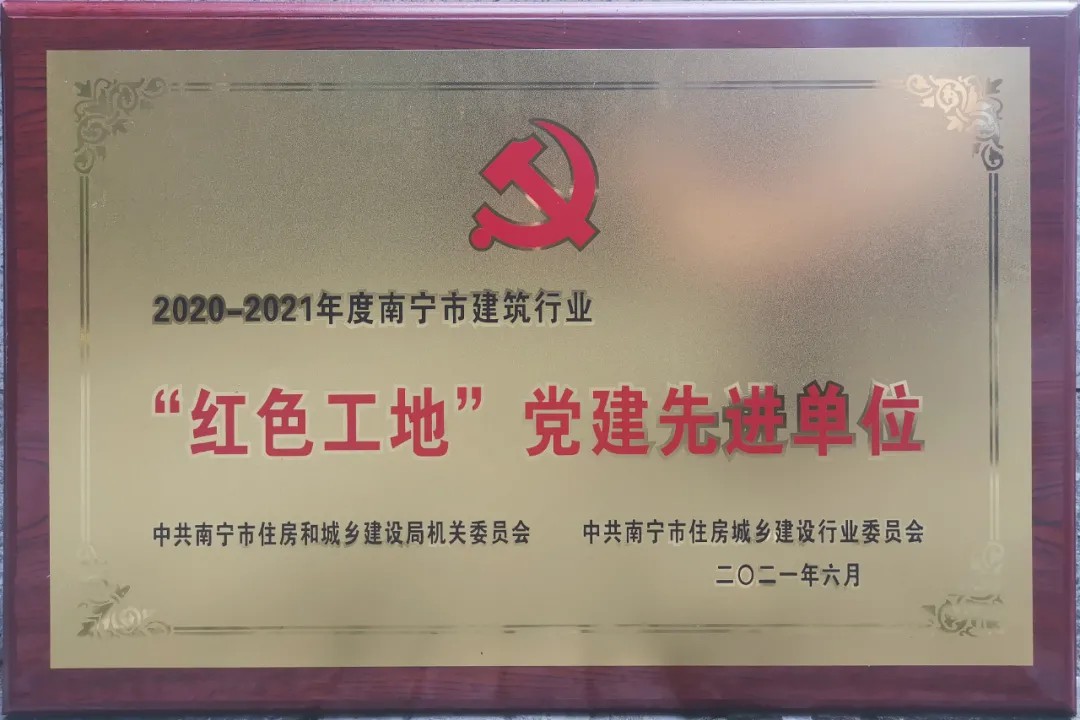 2020-2021年度南宁市建筑行业
“红色工地”党建先进单位
中共南宁市住房和城乡建设局机关委员会 中共南宁市住房城乡建设行业委员会
二〇二一年六月